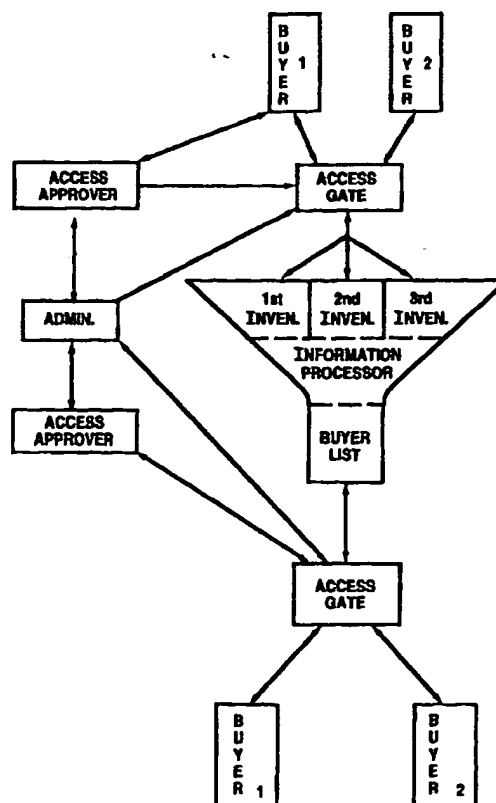 BUYER 1
BUYER 2
ACCESS
APPROVER
ACCESS
GATE
1st
INVEN.
2nd
INVEN.
3rd
INVEN.
ADMIN.
INFORMATION
PROCESSOR
ACCESS
APPROVER
BUYER
LIST
ACCESS
GATE
BUYER 1
BUYER 2